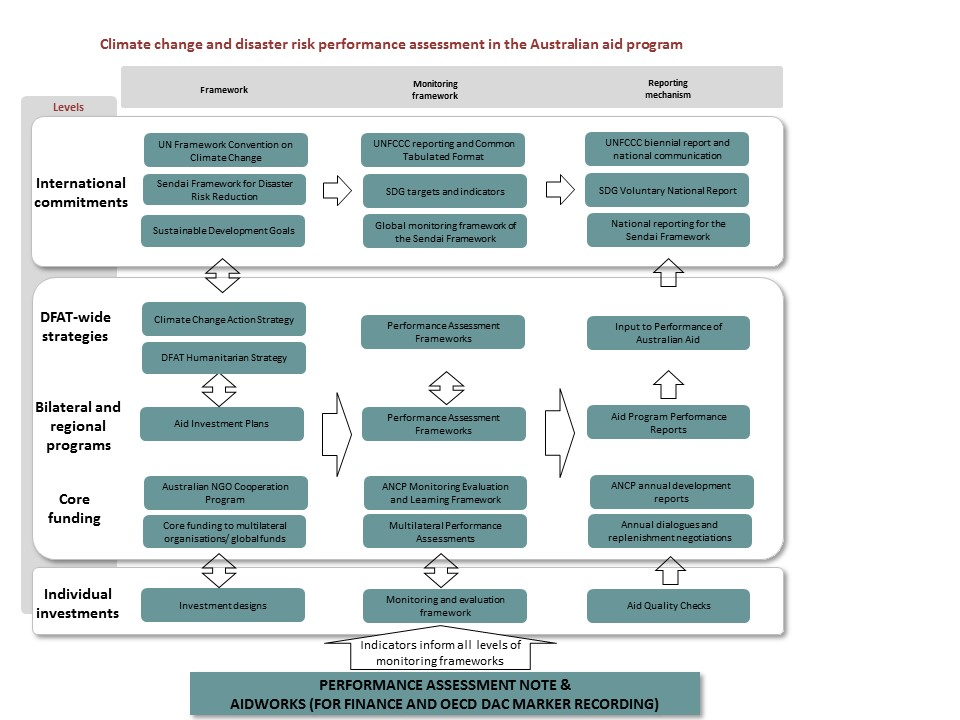 Climate change and disaster risk performance assessment in the Australian aid program
Framework
Monitoring
framework
Reporting
mechanism
Levels
International
commitments
UN Framework Convention on
Climate Change
UNFCCC reporting and Common
Tabulated Format
UNFCCC biennial report and
national communication
Sendai Framework for Disaster
Risk Reduction
SDG targets and indicators
SDG Voluntary National Report
Sustainable Development Goals
Global monitoring framework of
the Sendai Framework
National reporting for the
Sendai Framework
DFAT-wide
strategies
Climate Change Action Strategy
DFAT Humanitarian Strategy
Performance Assessment
Frameworks
Input to Performance of
Australian Aid
Bilateral and
regional
programs
Aid Investment Plans
Performance Assessment
Frameworks
Aid Program Performance
Reports
Core
funding
Australian NGO Cooperation
Program
ANCP Monitoring Evaluation
and Learning Framework
ANCP annual development
reports
Core funding to multilateral
organisations/ global funds
Multilateral Performance
Assessments
Annual dialogues and
replenishment negotiations
Individual
investments
Investment designs
Monitoring and evaluation
framework
Aid Quality Checks
Indicators inform all levels of
monitoring frameworks
PERFORMANCE ASSESSMENT NOTE &
AIDWORKS (FOR FINANCE AND OECD DAC MARKER RECORDING)